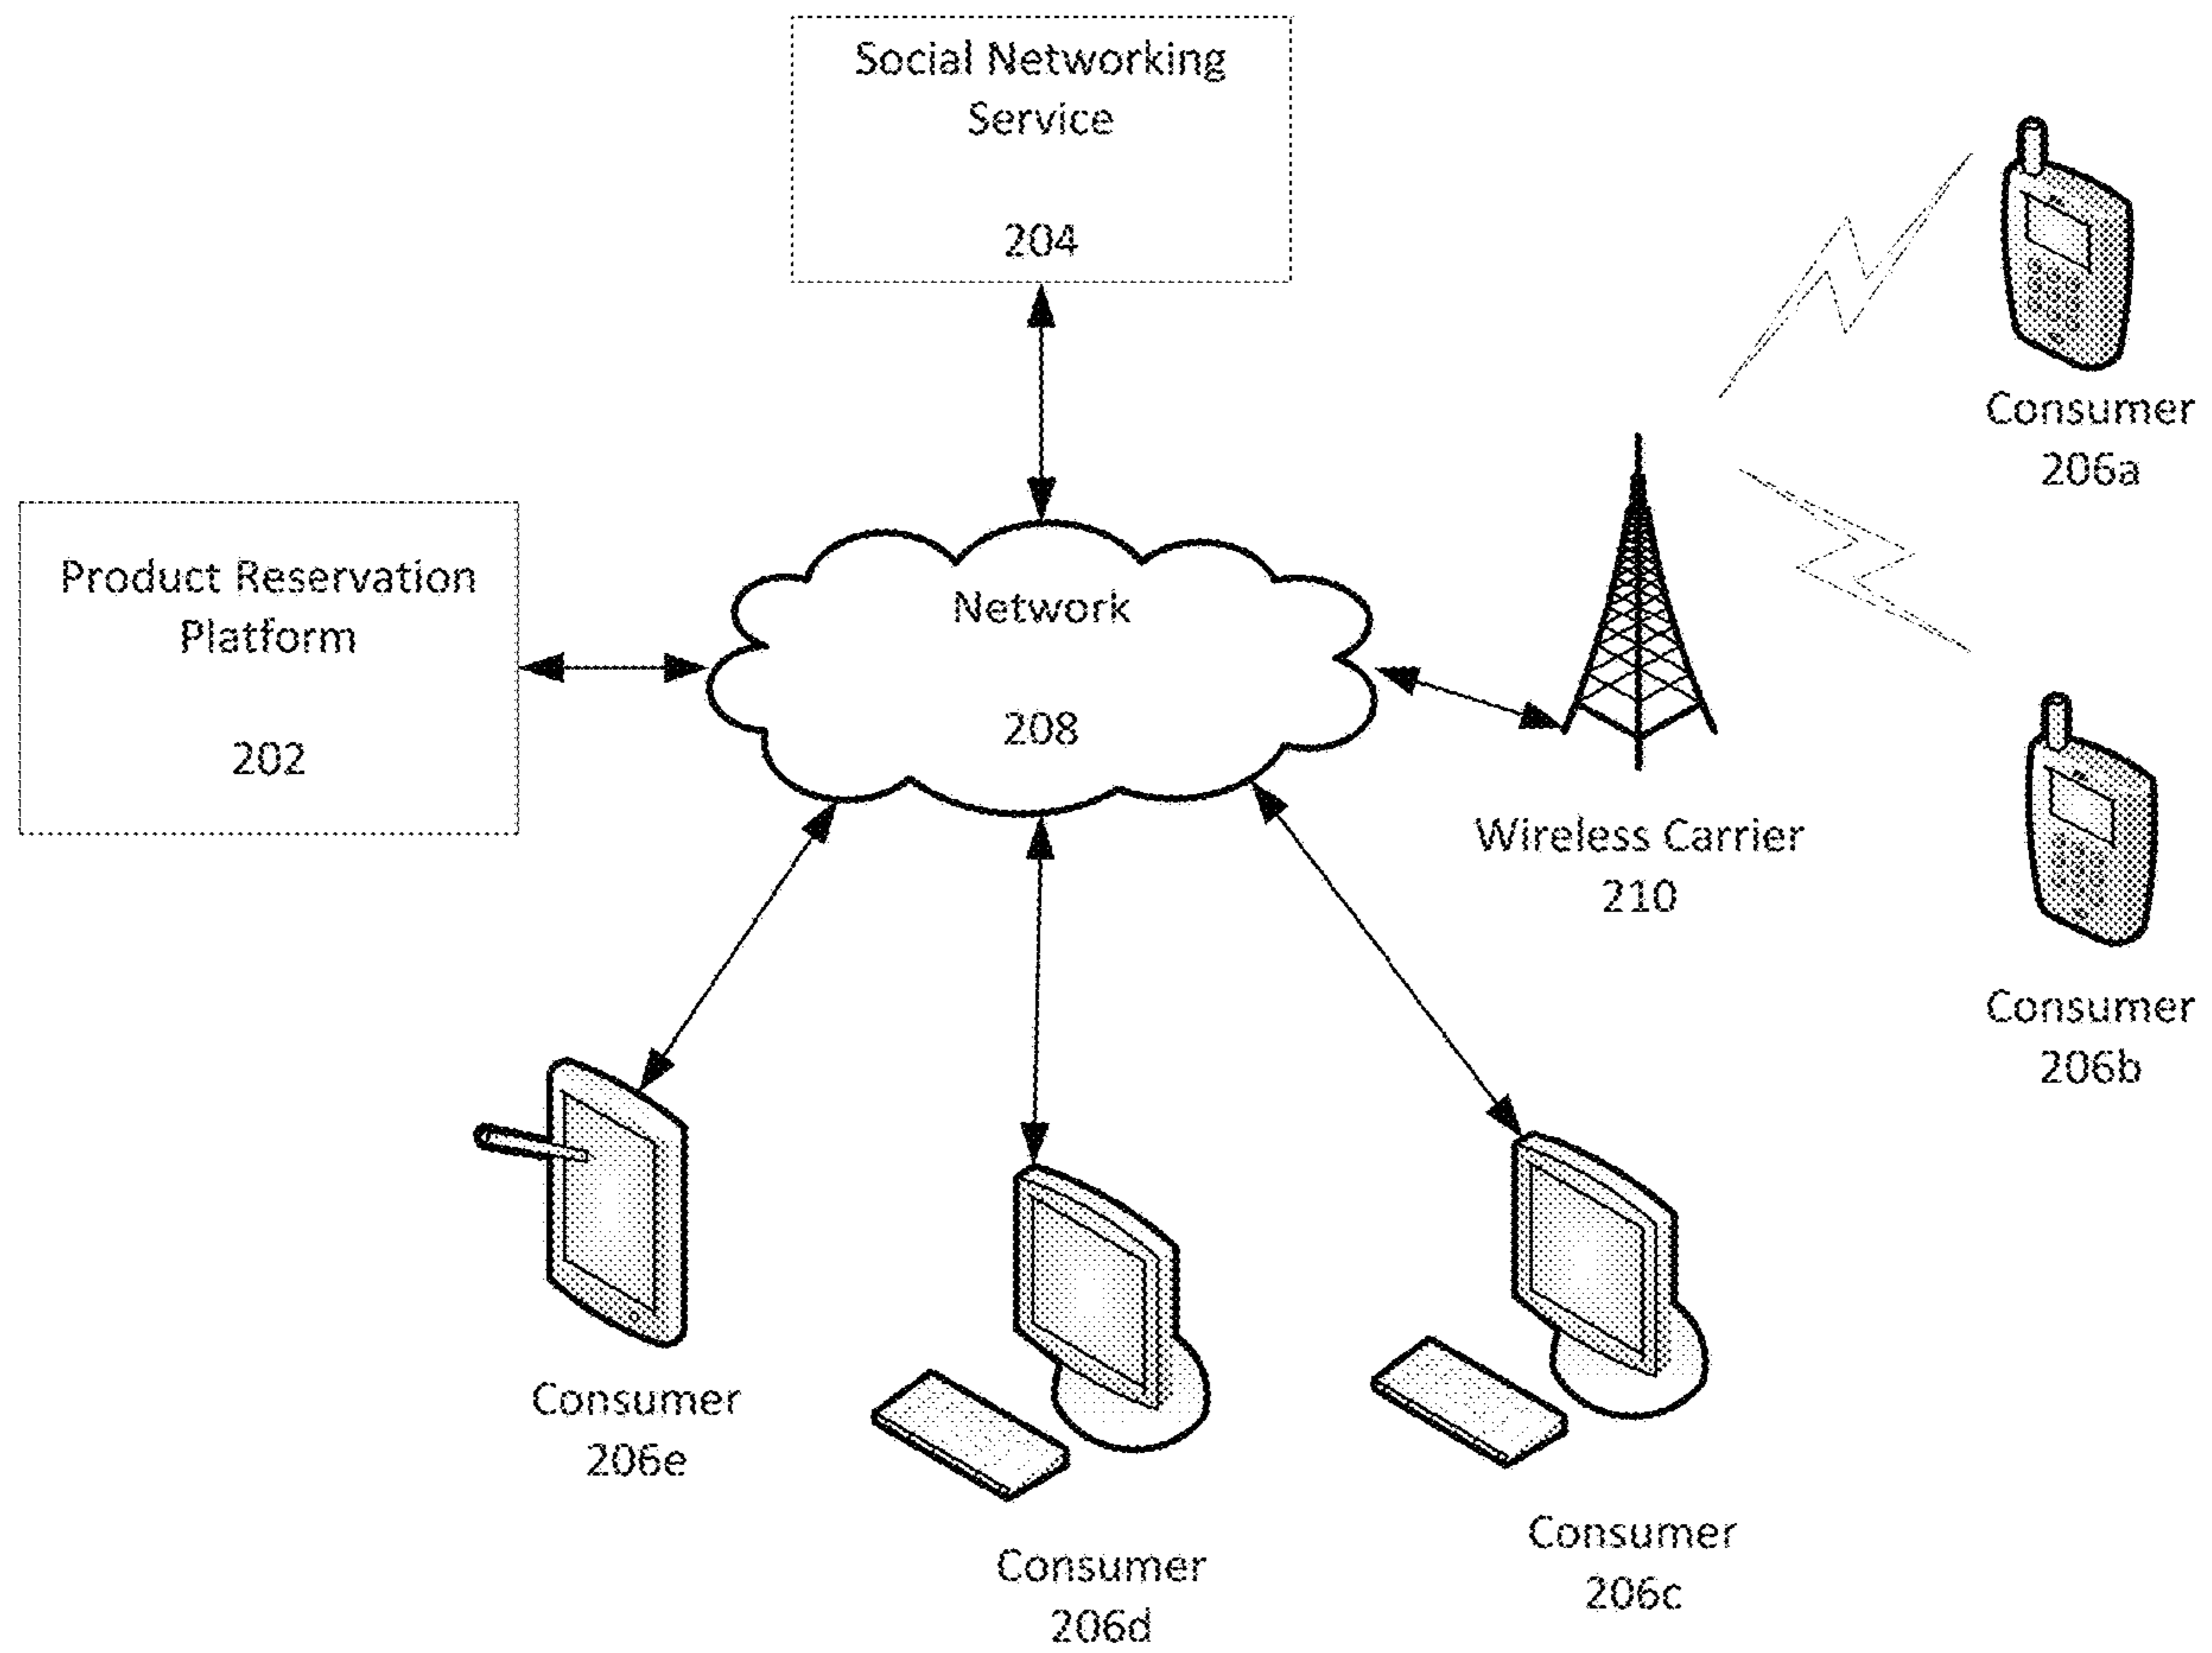 Social Networking
Service
204
Consumer
206a
Product Reservation
Platform
202
Network
208
Wireless Carrier
210
Consumer
206b
Consumer
206e
Consumer
206d
Consumer
206c